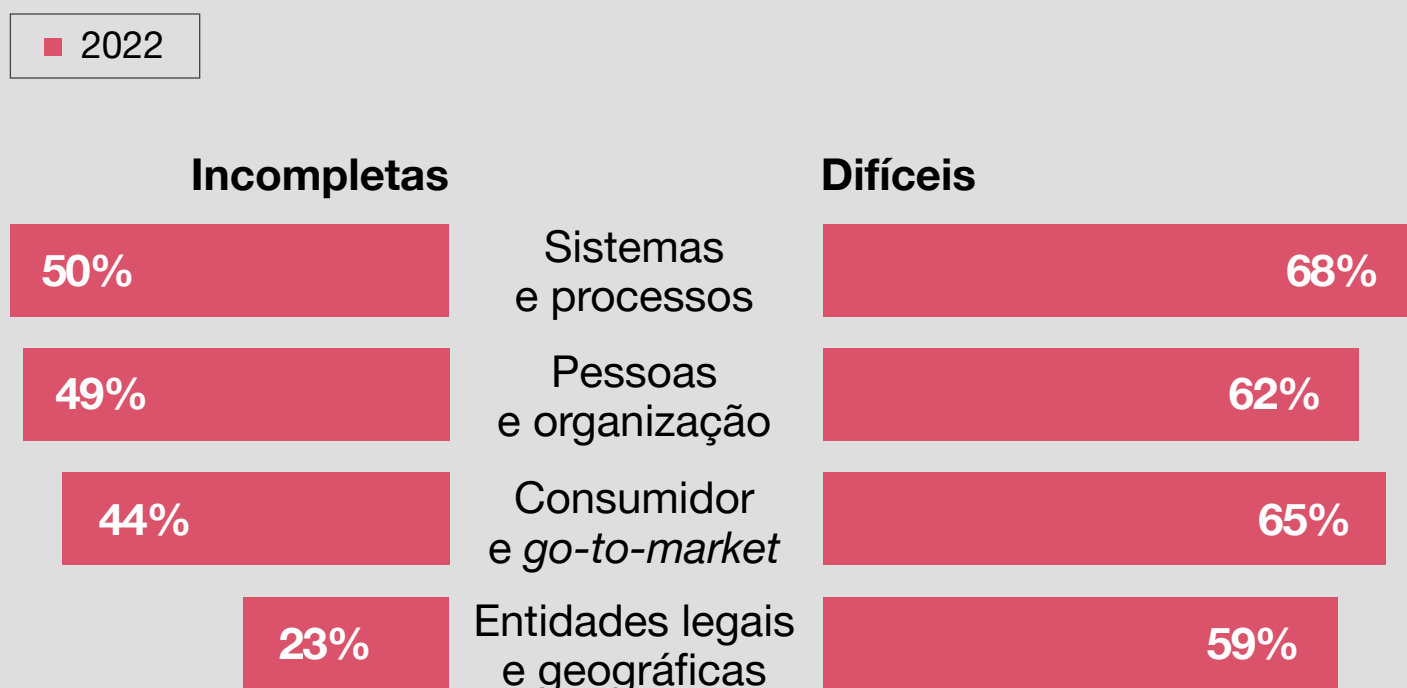 2022
Incompletas
Difíceis
50%
Sistemas
e processos
68%
49%
Pessoas
e organização
62%
44%
Consumidor
e go-to-market
65%
23%
Entidades legais
e geográficas
59%